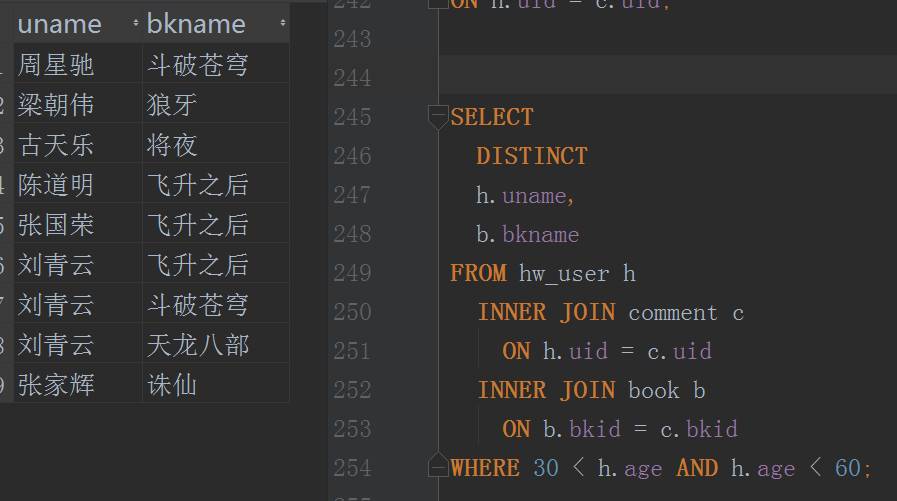 uname bkname
1 周星驰 斗破苍穹
2 梁朝伟 狼牙
3 古天乐 将夜
4 陈道明 飞升之后
5 张国荣 飞升之后
6 刘青云 飞升之后
7 刘青云 斗破苍穹
8 刘青云 天龙八部
9 张家辉 诛仙
242 ON h.uid = c.uid;
243
244
245 SELECT
246 DISTINCT
247 h.uname,
248 b.bkname
249 FROM hw_user h
250 INNER JOIN comment c
251 ON h.uid = c.uid
252 INNER JOIN book b
253 ON b.bkid = c.bkid
254 WHERE 30 < h.age AND h.age < 60;